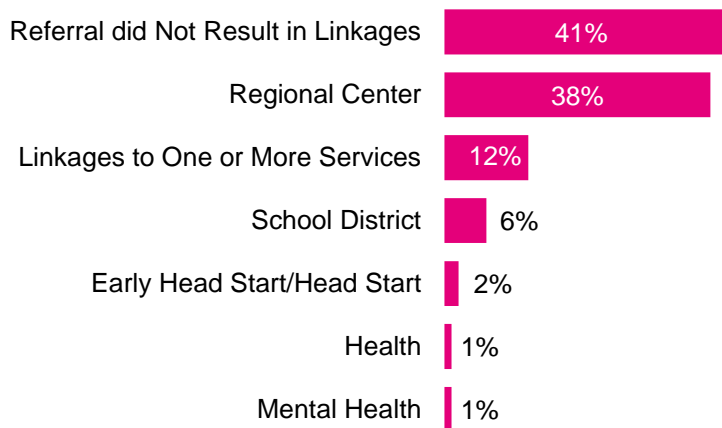 Referral did Not Result in Linkages 41%
Regional Center 38%
Linkages to One or More Services 12%
School District 6%
Early Head Start/Head Start 2%
Health 1%
Mental Health 1%